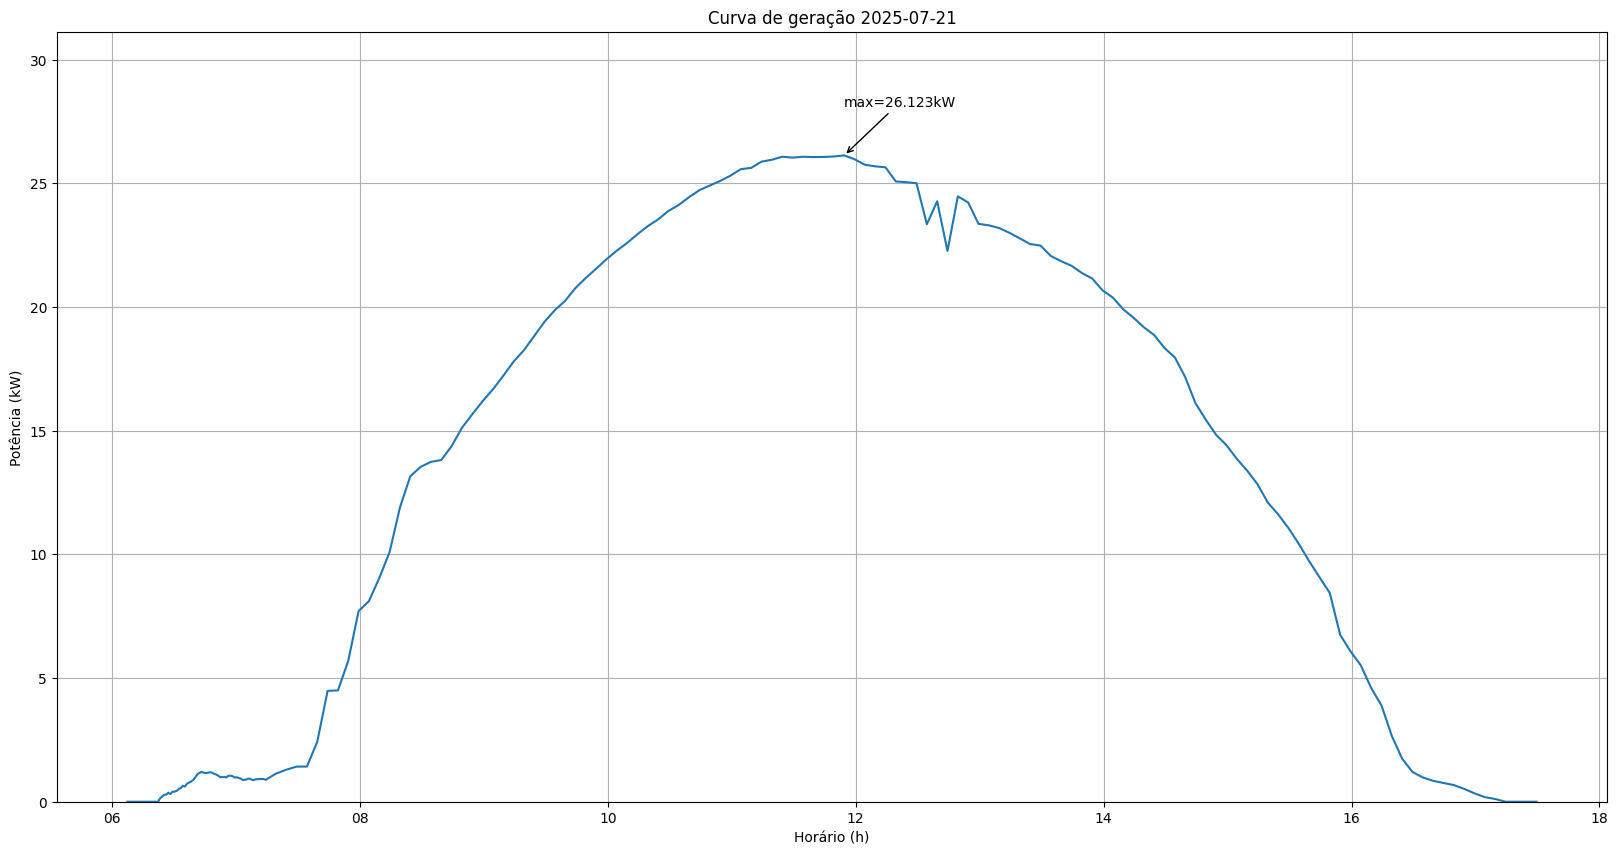 Curva de geração 2025-07-21
30
25
20
15
10
5
0
Potência (kW)
max=26.123kW
06 08 10 12 14 16 18
Horário (h)